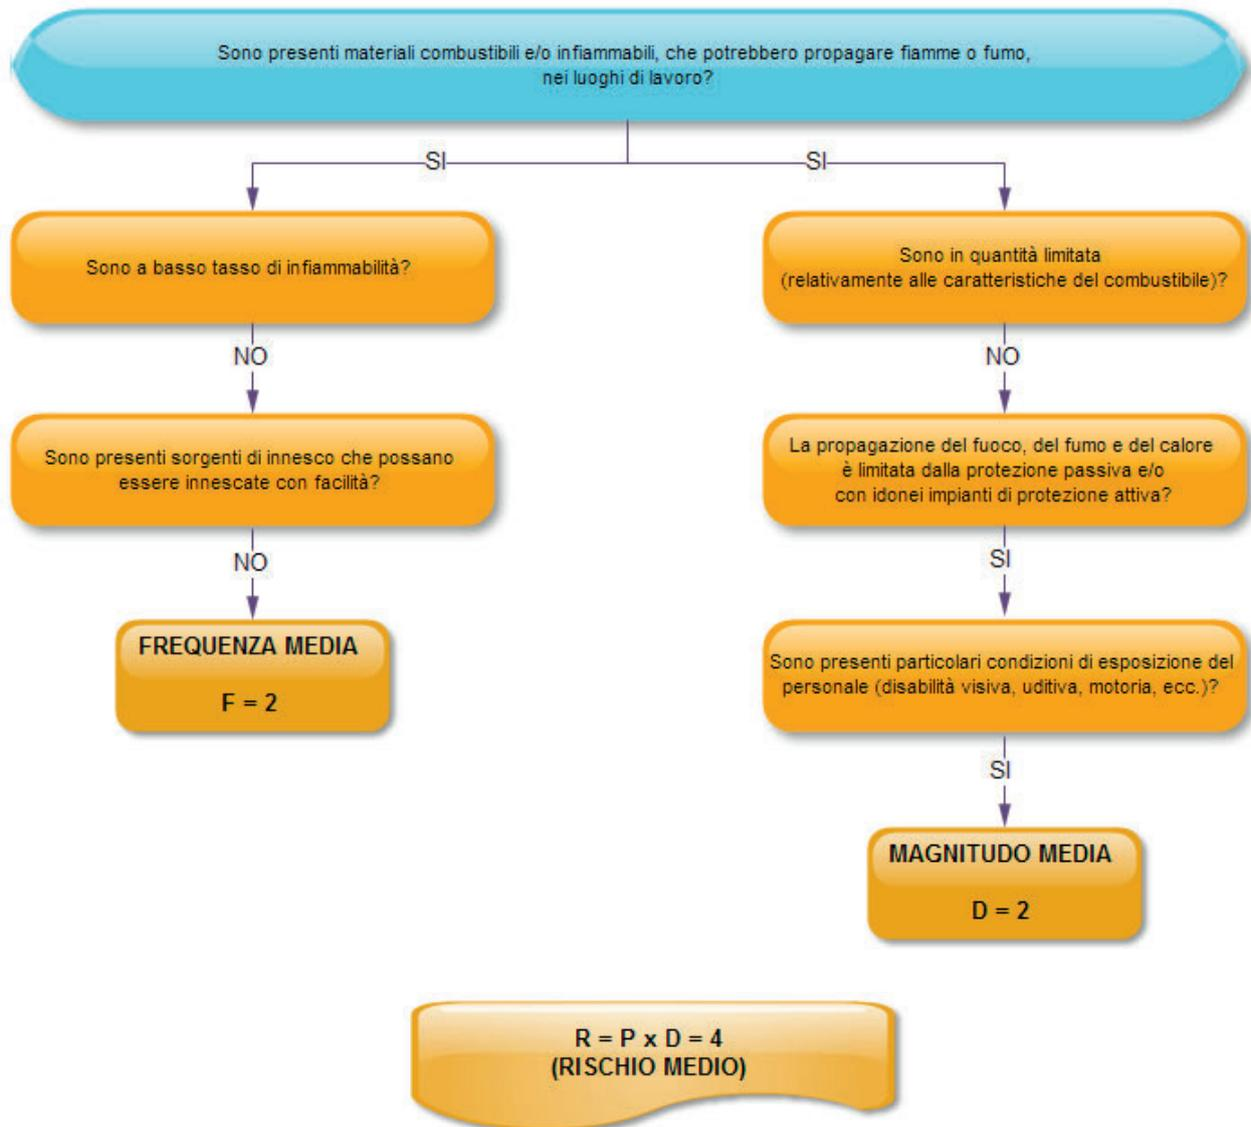 Sono presenti materiali combustibili e/o infiammabili, che potrebbero propagare fiamme o fumo,
nei luoghi di lavoro?
SI
SI
Sono a basso tasso di infiammabilità?
Sono in quantità limitata
(relativamente alle caratteristiche del combustibile)?
NO
NO
Sono presenti sorgenti di innesco che possano
essere innescate con facilità?
La propagazione del fuoco, del fumo e del calore
è limitata dalla protezione passiva e/o
con idonei impianti di protezione attiva?
NO
SI
FREQUENZA MEDIA
F = 2
Sono presenti particolari condizioni di esposizione del
personale (disabilità visiva, uditiva, motoria, ecc.)?
SI
MAGNITUDO MEDIA
D = 2
R = P x D = 4
(RISCHIO MEDIO)